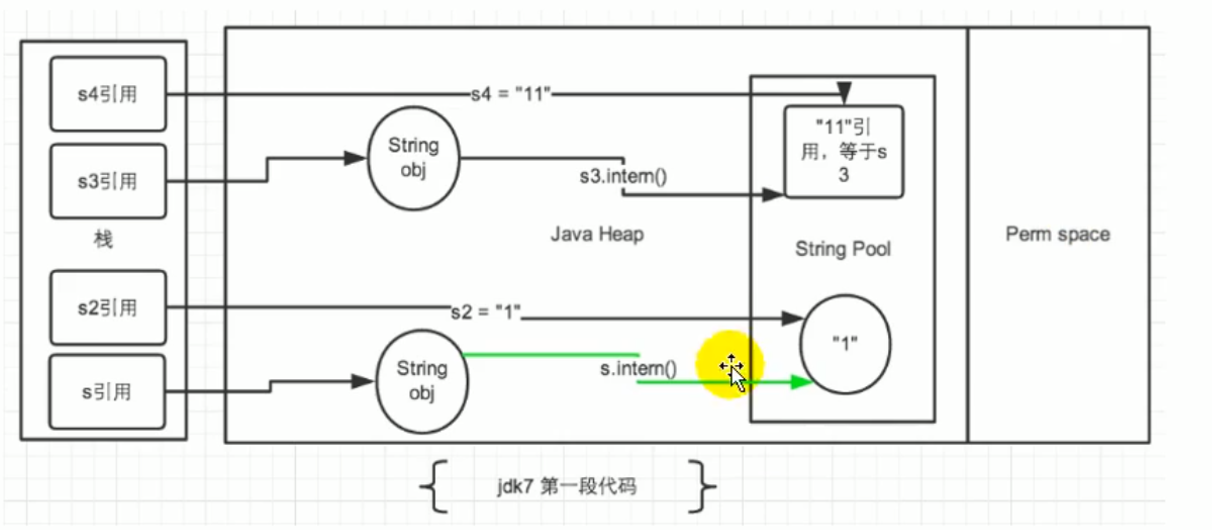 s4引用
s4 = "11"
"11"引
用，等于s
3
String
obj
s3引用
s3.intern()
栈
Java Heap
String Pool
Perm space
s2引用
s2 = "1"
"1"
s引用
String
obj
s.intern()
jdk7 第一段代码